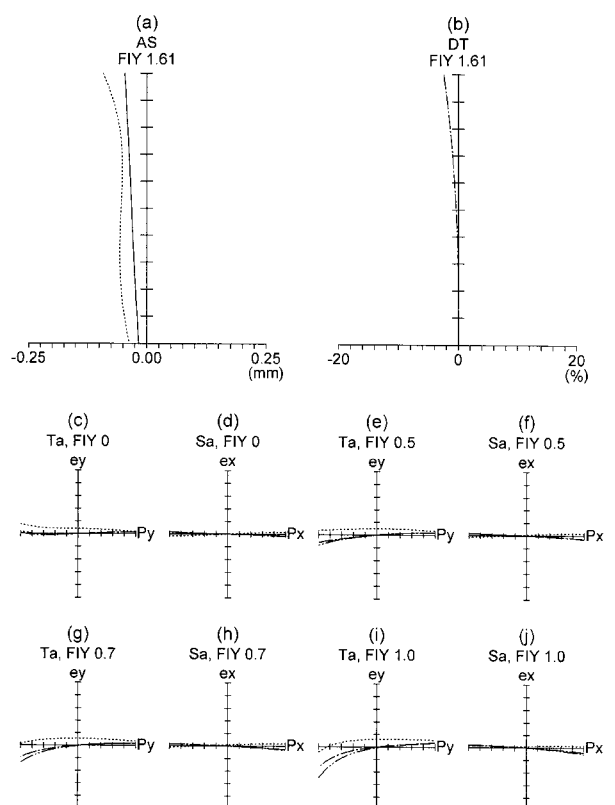 (a)
AS
FIY 1.61
-0.25
0.00
0.25
(mm)
(b)
DT
FIY 1.61
-20
0
20
(%)
(c)
Ta, FIY 0
ey
Py
(d)
Sa, FIY 0
ex
Px
(e)
Ta, FIY 0.5
ey
Py
(f)
Sa, FIY 0.5
ex
Px
(g)
Ta, FIY 0.7
ey
Py
(h)
Sa, FIY 0.7
ex
Px
(i)
Ta, FIY 1.0
ey
Py
(j)
Sa, FIY 1.0
ex
Px